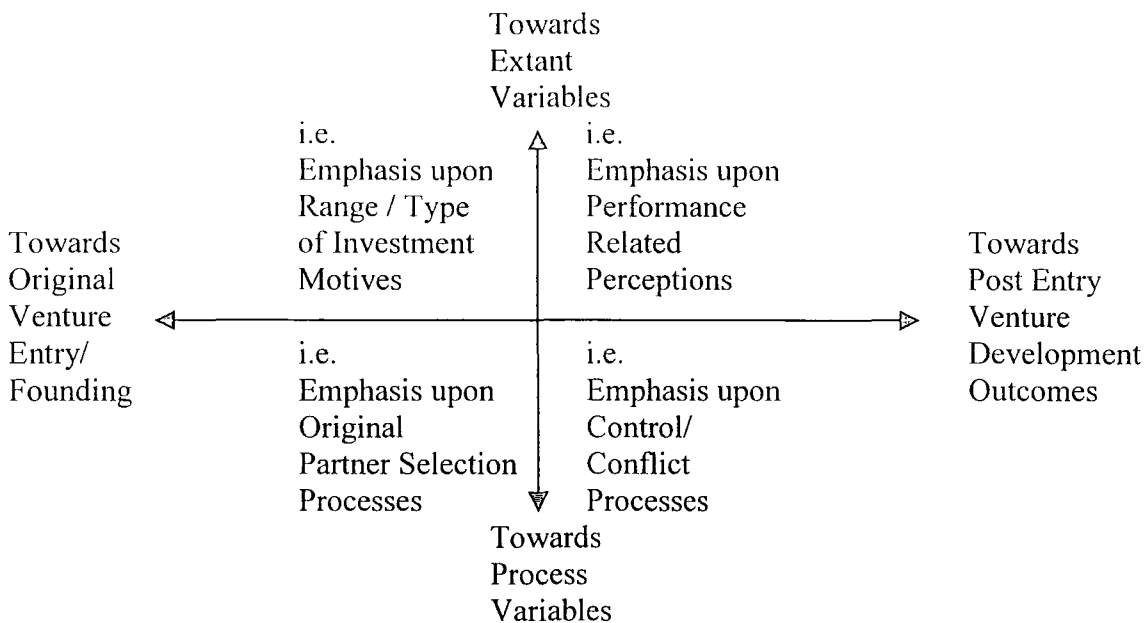 Towards
Extant
Variables
i.e.
Emphasis upon
Range / Type
of Investment
Motives
i.e.
Emphasis upon
Performance
Related
Perceptions
Towards
Original
Venture
Entry/
Founding
Towards
Post Entry
Venture
Development
Outcomes
i.e.
Emphasis upon
Original
Partner Selection
Processes
i.e.
Emphasis upon
Control/
Conflict
Processes
Towards
Process
Variables